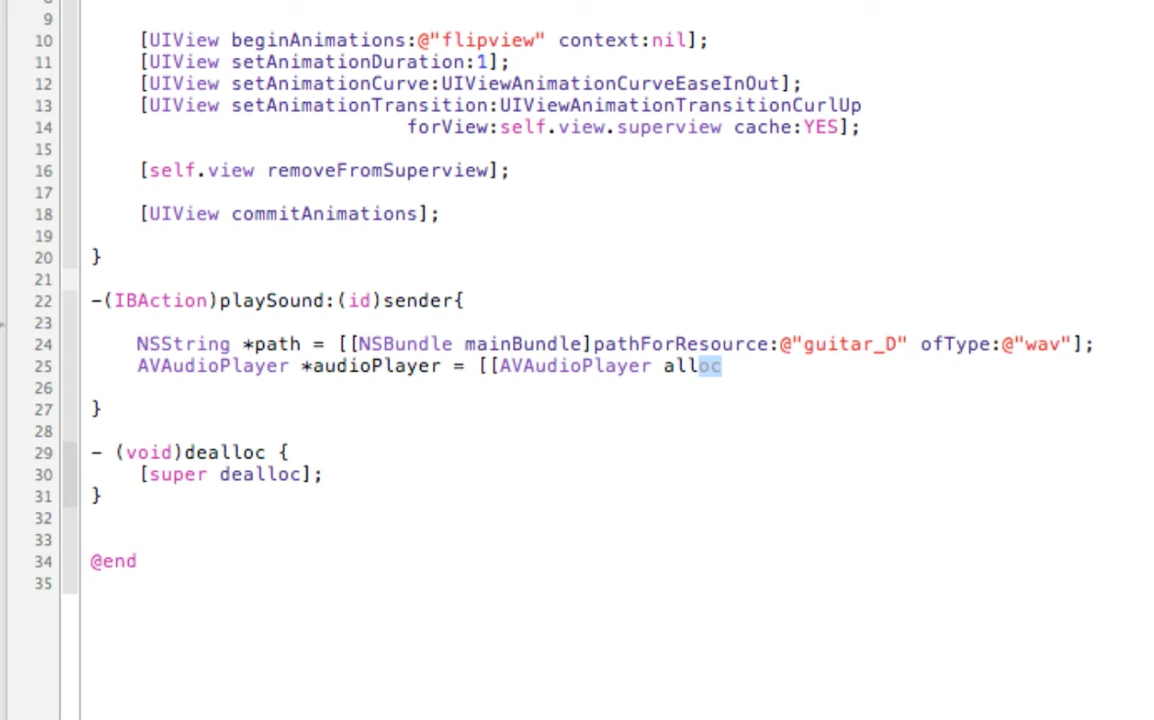 9
10 [UIView beginAnimations:@"flipview" context:nil];
11 [UIView setAnimationDuration:1];
12 [UIView setAnimationCurve:UIViewAnimationCurveEaseInOut];
13 [UIView setAnimationTransition:UIViewAnimationTransitionCurlUp
14 forView:self.view.superview cache:YES];
15
16 [self.view removeFromSuperview];
17
18 [UIView commitAnimations];
19
20 }
21
22 -(IBAction)playSound:(id)sender{
23
24 NSString *path = [[NSBundle mainBundle]pathForResource:@"guitar_D" ofType:@"wav"];
25 AVAudioPlayer *audioPlayer = [[AVAudioPlayer alloc
26
27 }
28
29 - (void)dealloc {
30 [super dealloc];
31 }
32
33
34 @end
35